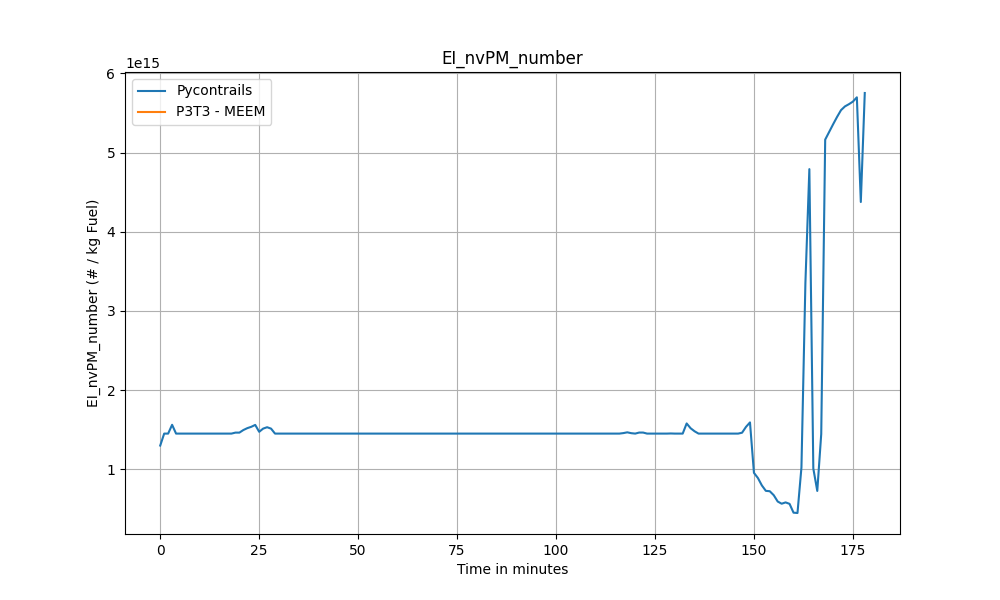 EI_nvPM_number
1e15
Pycontrails
P3T3 - MEEM
6
5
4
3
2
1
EI_nvPM_number (# / kg Fuel)
0 25 50 75 100 125 150 175
Time in minutes